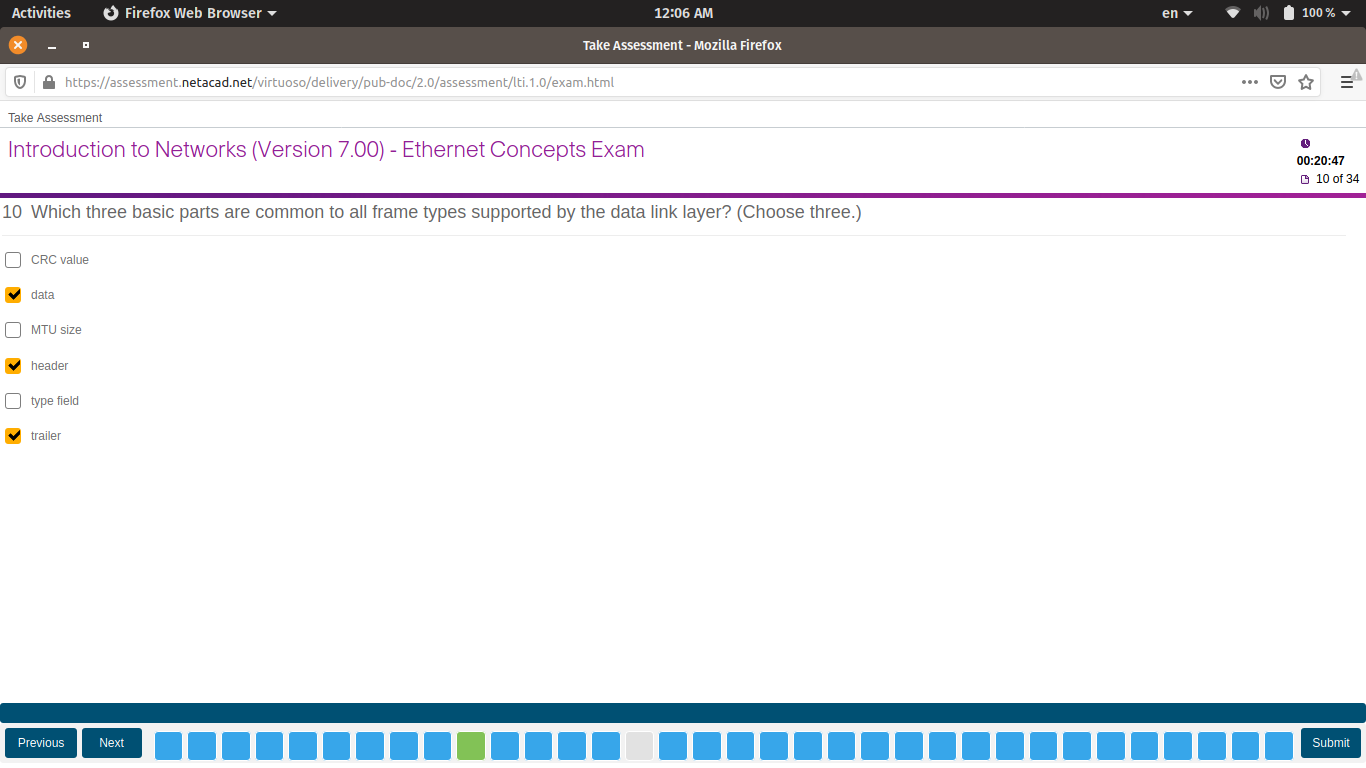 Activities Firefox Web Browser 12:06 AM en 100 %
Take Assessment - Mozilla Firefox
https://assessment.netacad.net/virtuoso/delivery/pub-doc/2.0/assessment/lti.1.0/exam.html
Take Assessment
Introduction to Networks (Version 7.00) - Ethernet Concepts Exam
00:20:47
10 of 34
10 Which three basic parts are common to all frame types supported by the data link layer? (Choose three.)
CRC value
data
MTU size
header
type field
trailer
Previous Next Submit